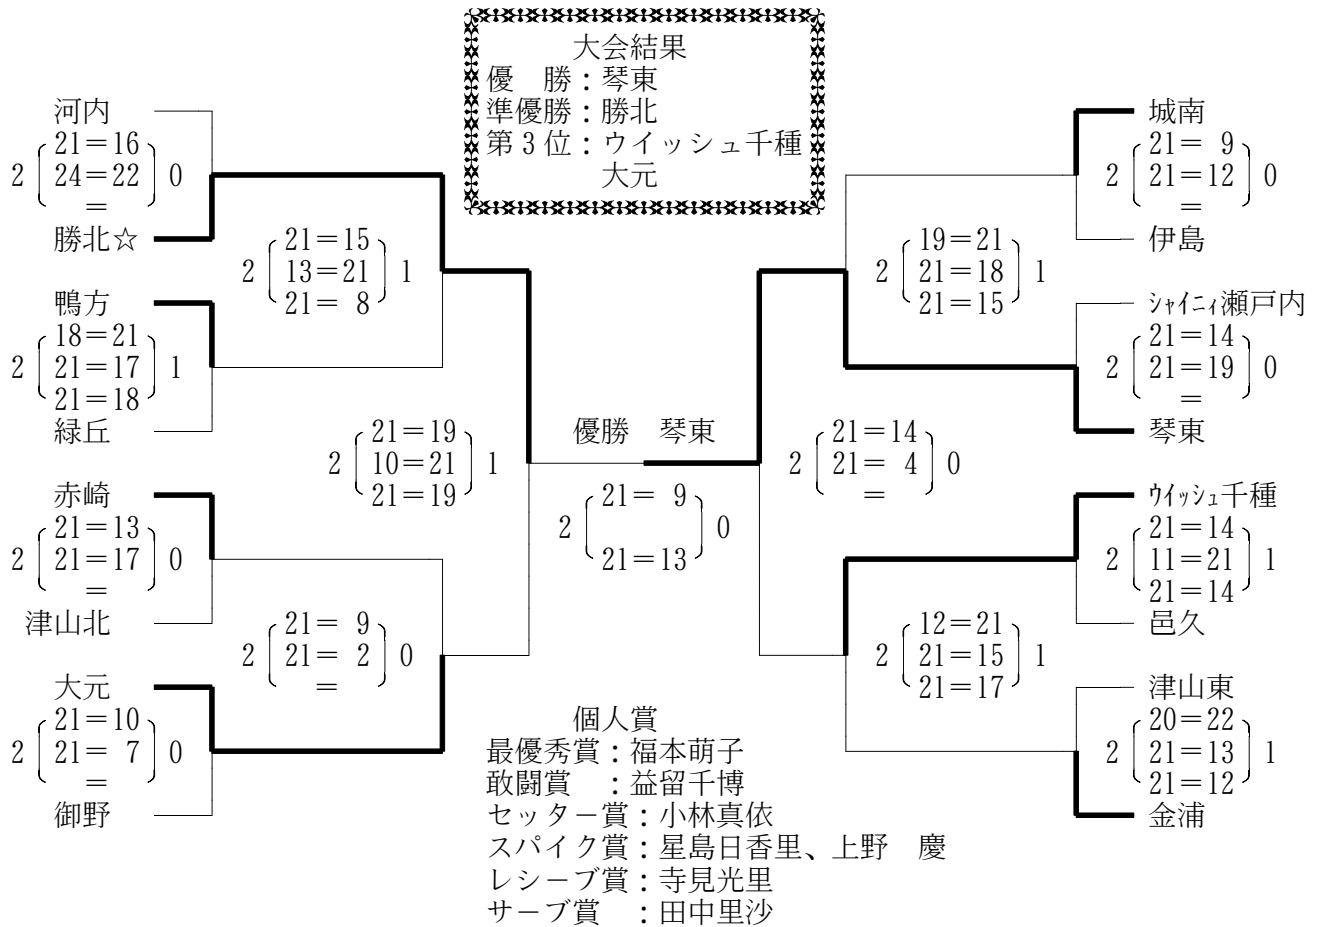 大会結果
優　勝：琴東
準優勝：勝北
第3位：ウイッシュ千種
大元
河内
21=16
2 24=22 0
=
勝北☆
鴨方
18=21
2 21=17 1
21=18
緑丘
赤崎
21=13
2 21=17 0
=
津山北
大元
21=10
2 21= 7 0
=
御野
21=15
2 13=21 1
21= 8
21= 9
2 21= 2 0
=
21=19
2 10=21 1
21=19
優勝　琴東
21= 9
2 0
21=13
21=14
2 21= 4 0
=
19=21
2 21=18 1
21=15
12=21
2 21=15 1
21=17
城南
21= 9
2 21=12 0
=
伊島
ｼｬｲﾆｨ瀬戸内
21=14
2 21=19 0
=
琴東
ｳｲｯｼｭ千種
21=14
2 11=21 1
21=14
邑久
津山東
20=22
2 21=13 1
21=12
金浦
個人賞
最優秀賞：福本萌子
敢闘賞　：益留千博
セッター賞：小林真依
スパイク賞：星島日香里、上野　慶
レシーブ賞：寺見光里
サーブ賞　：田中里沙